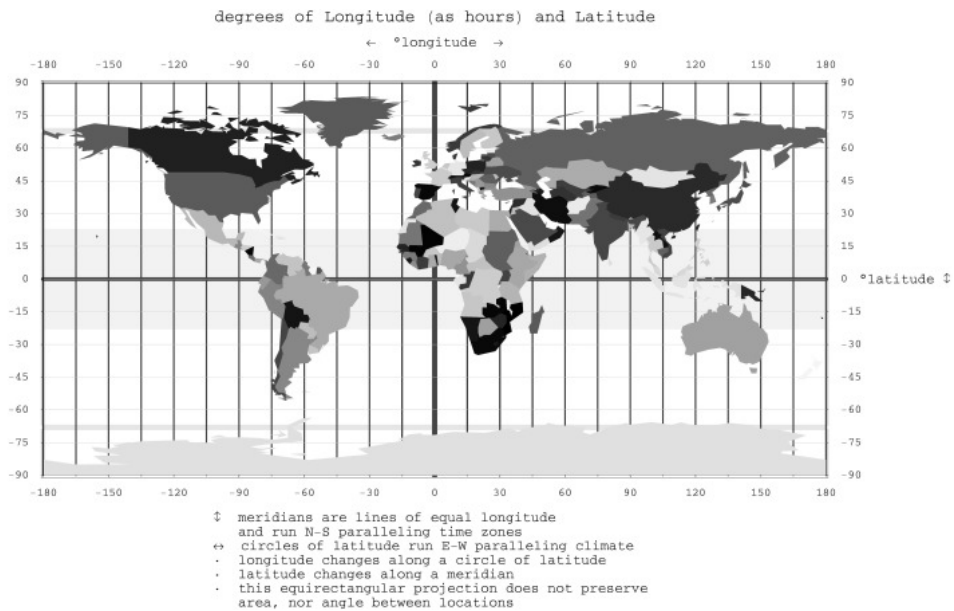 degrees of Longitude (as hours) and Latitude
← °longitude →
-180 -150 -120 -90 -60 -30 0 30 60 90 120 150 180
90 90
75 75
60 60
45 45
30 30
15 15
0 0 °latitude ↕
-15 -15
-30 -30
-45 -45
-60 -60
-75 -75
-90 -90
-180 -150 -120 -90 -60 -30 0 30 60 90 120 150 180
↕ meridians are lines of equal longitude
and run N-S paralleling time zones
↔ circles of latitude run E-W paralleling climate
· longitude changes along a circle of latitude
· latitude changes along a meridian
· this equirectangular projection does not preserve
area, nor angle between locations